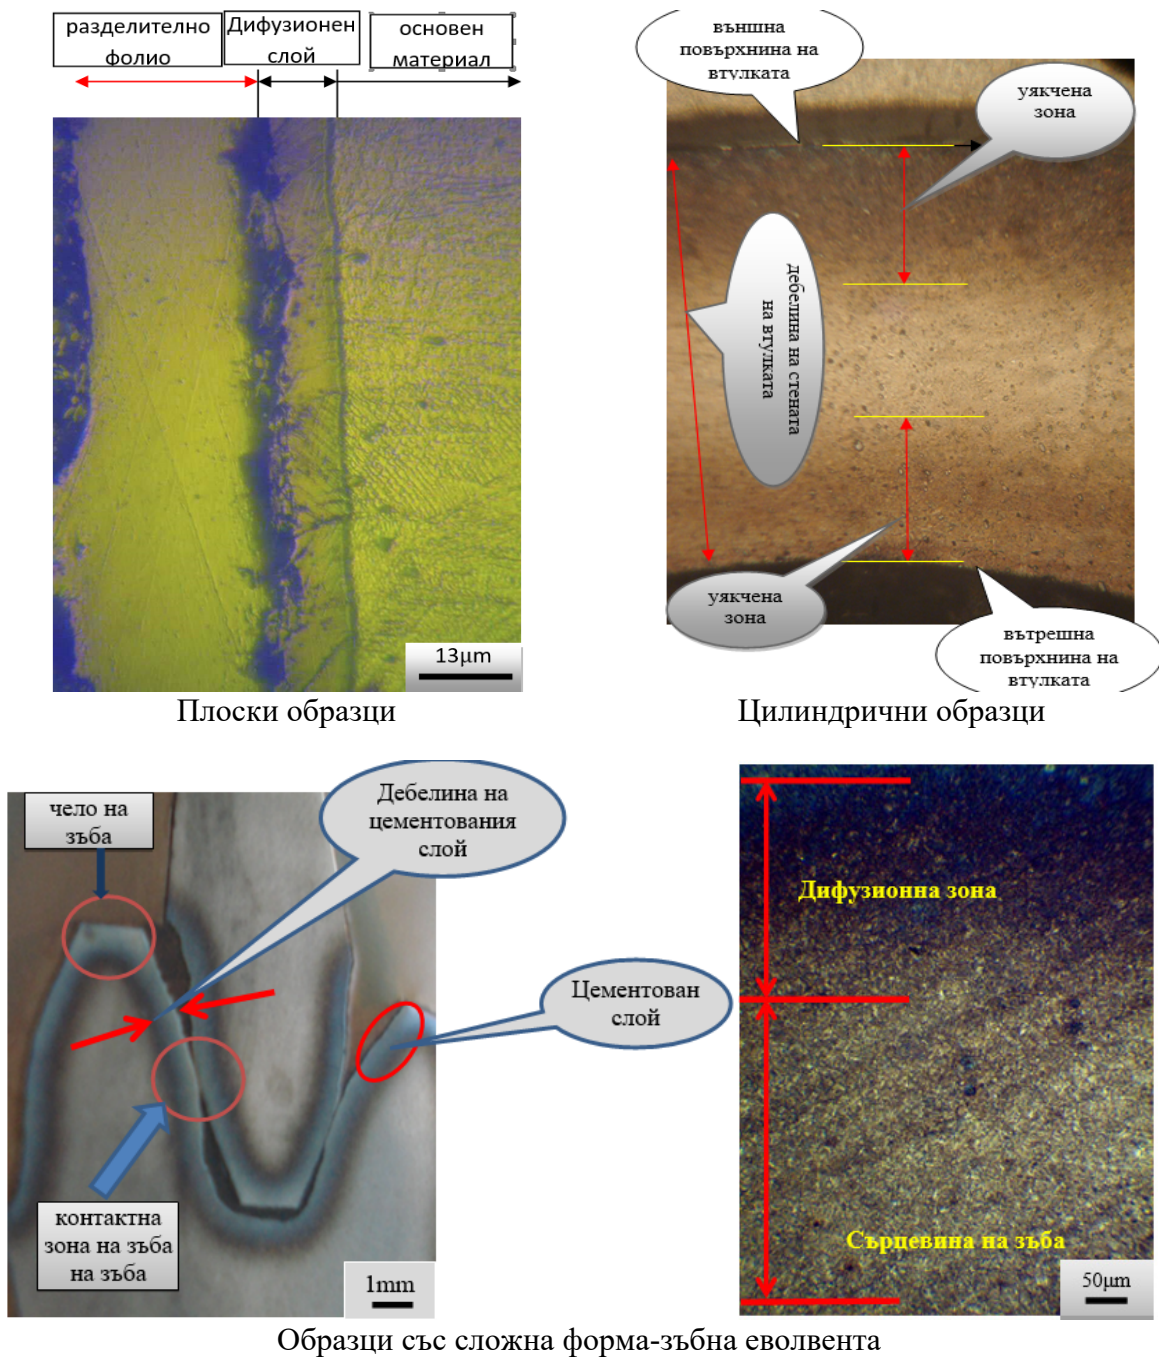 разделително
фолио
Дифузионен
слой
основен
материал
13µm
Плоски образци
външна
повърхнина на
втулката
уякчена
зона
дебелина на стената
на втулката
уякчена
зона
вътрешна
повърхнина на
втулката
Цилиндрични образци
чело на
зъба
Дебелина на
цементования
слой
Цементован
слой
контактна
зона на зъба
на зъба
1mm
Дифузионна зона
Сърцевина на зъба
50µm
Образци със сложна форма-зъбна еволвента